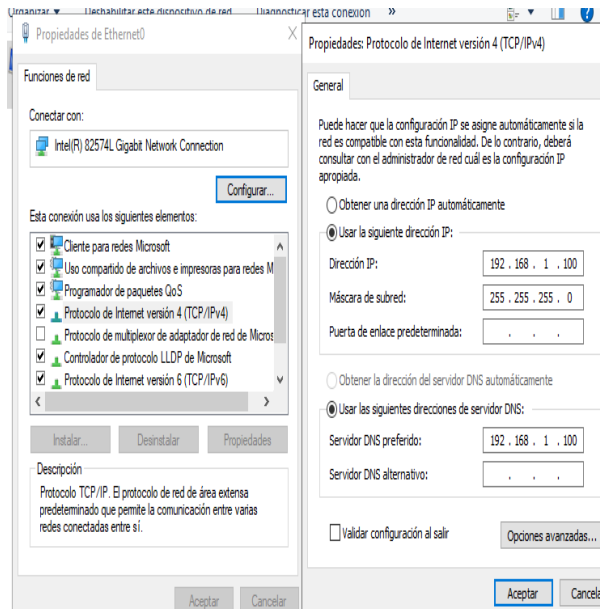 Organizar Deshabilitar este dispositivo de red Diagnosticar esta conexión »
Propiedades de Ethernet0
Funciones de red
Conectar con:
Intel(R) 82574L Gigabit Network Connection
Configurar...
Esta conexión usa los siguientes elementos:
Cliente para redes Microsoft
Uso compartido de archivos e impresoras para redes M
Programador de paquetes QoS
Protocolo de Internet versión 4 (TCP/IPv4)
Protocolo de multiplexor de adaptador de red de Micros
Controlador de protocolo LLDP de Microsoft
Protocolo de Internet versión 6 (TCP/IPv6)
Instalar... Desinstalar Propiedades
Descripción
Protocolo TCP/IP. El protocolo de red de área extensa
predeterminado que permite la comunicación entre varias
redes conectadas entre sí.
Aceptar Cancelar
Propiedades: Protocolo de Internet versión 4 (TCP/IPv4)
General
Puede hacer que la configuración IP se asigne automáticamente si la
red es compatible con esta funcionalidad. De lo contrario, deberá
consultar con el administrador de red cuál es la configuración IP
apropiada.
Obtener una dirección IP automáticamente
Usar la siguiente dirección IP:
Dirección IP: 192 . 168 . 1 . 100
Máscara de subred: 255 . 255 . 255 . 0
Puerta de enlace predeterminada: . . .
Obtener la dirección del servidor DNS automáticamente
Usar las siguientes direcciones de servidor DNS:
Servidor DNS preferido: 192 . 168 . 1 . 100
Servidor DNS alternativo: . . .
Validar configuración al salir
Opciones avanzadas...
Aceptar Cancela